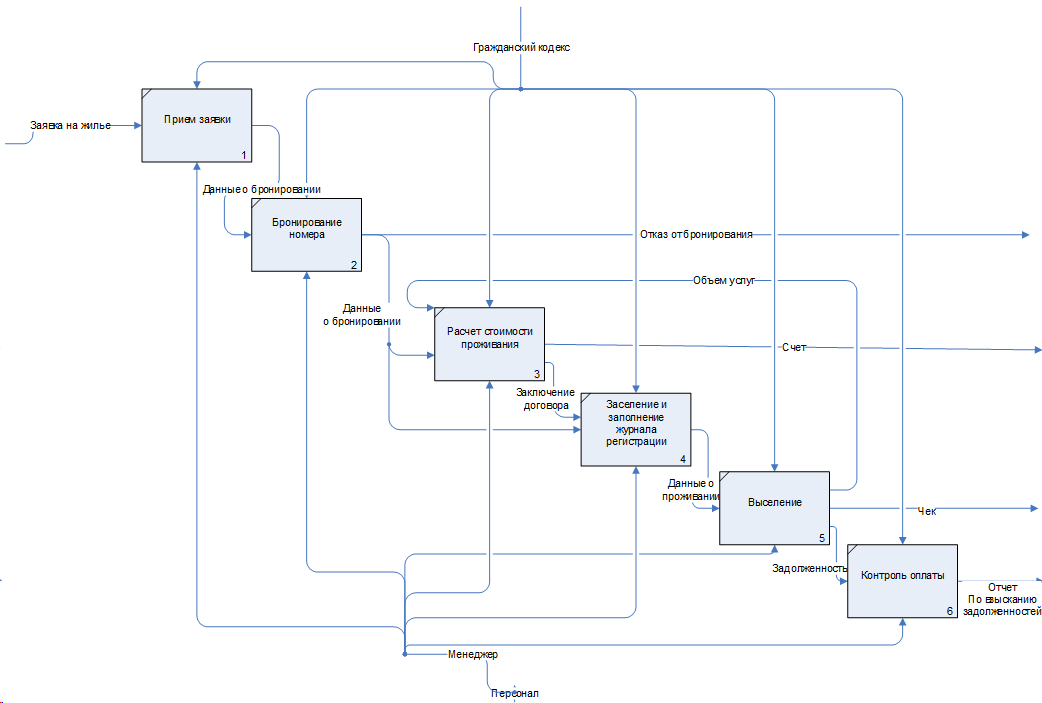 Гражданский кодекс
Заявка на жилье
Прием заявки
1
Данные о бронировании
Бронирование
номера
2
Отказ от бронирования
Объем услуг
Данные
о бронировании
Расчет стоимости
проживания
3
Счет
Заключение
договора
Заселение и
заполнение
журнала
регистрации
4
Данные о
проживании
Выселение
5
Чек
Задолженность
Контроль оплаты
6
Отчет
По взысканию
задолженностей
Менеджер
Персонал